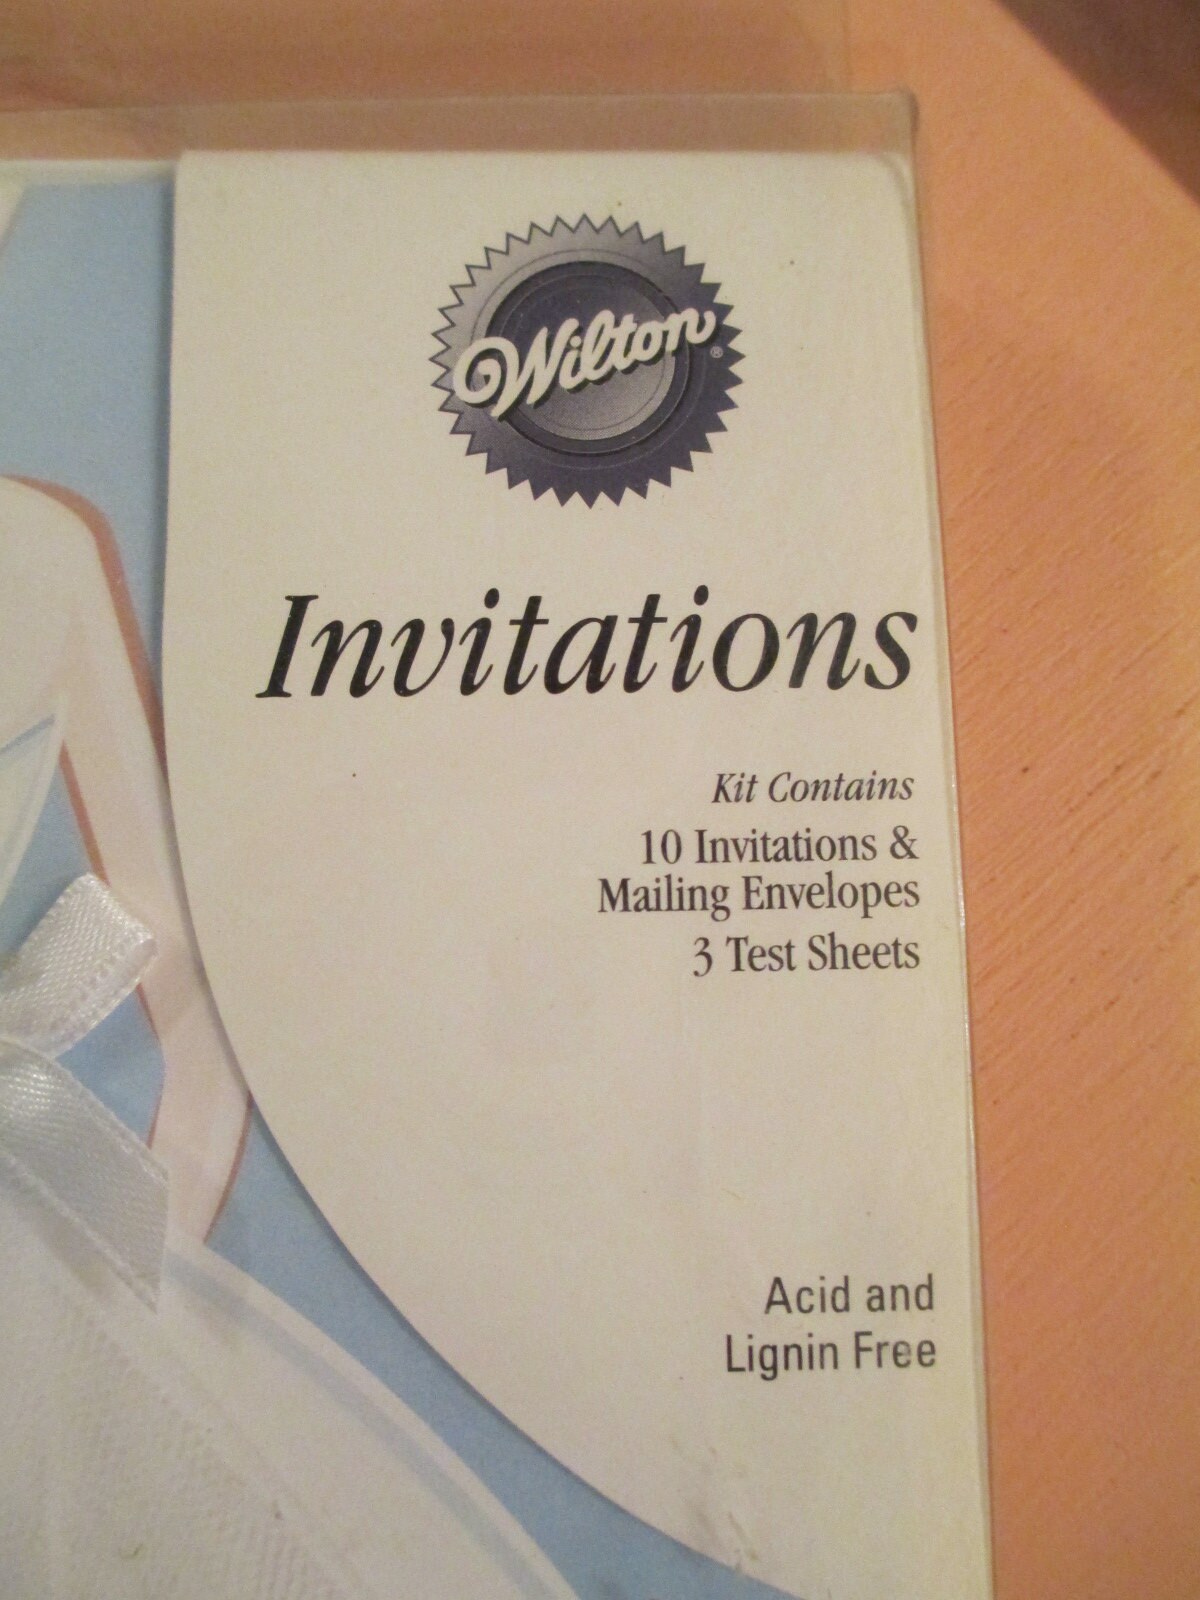 Wilton®
Invitations
Kit Contains
10 Invitations &
Mailing Envelopes
3 Test Sheets
Acid and
Lignin Free